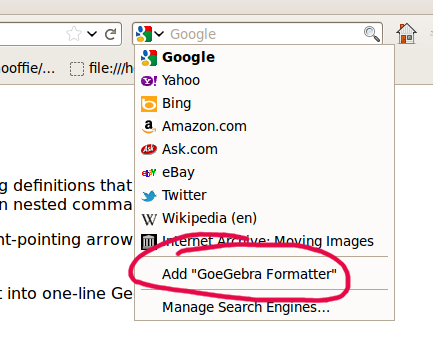 Google
ooffie/... file:///h
Google
Yahoo
Bing
Amazon.com
Ask.com
eBay
Twitter
Wikipedia (en)
Internet Archive: Moving Images
Add "GoeGebra Formatter"
Manage Search Engines...
g definitions that
n nested comma
nt-pointing arrow
t into one-line Ge